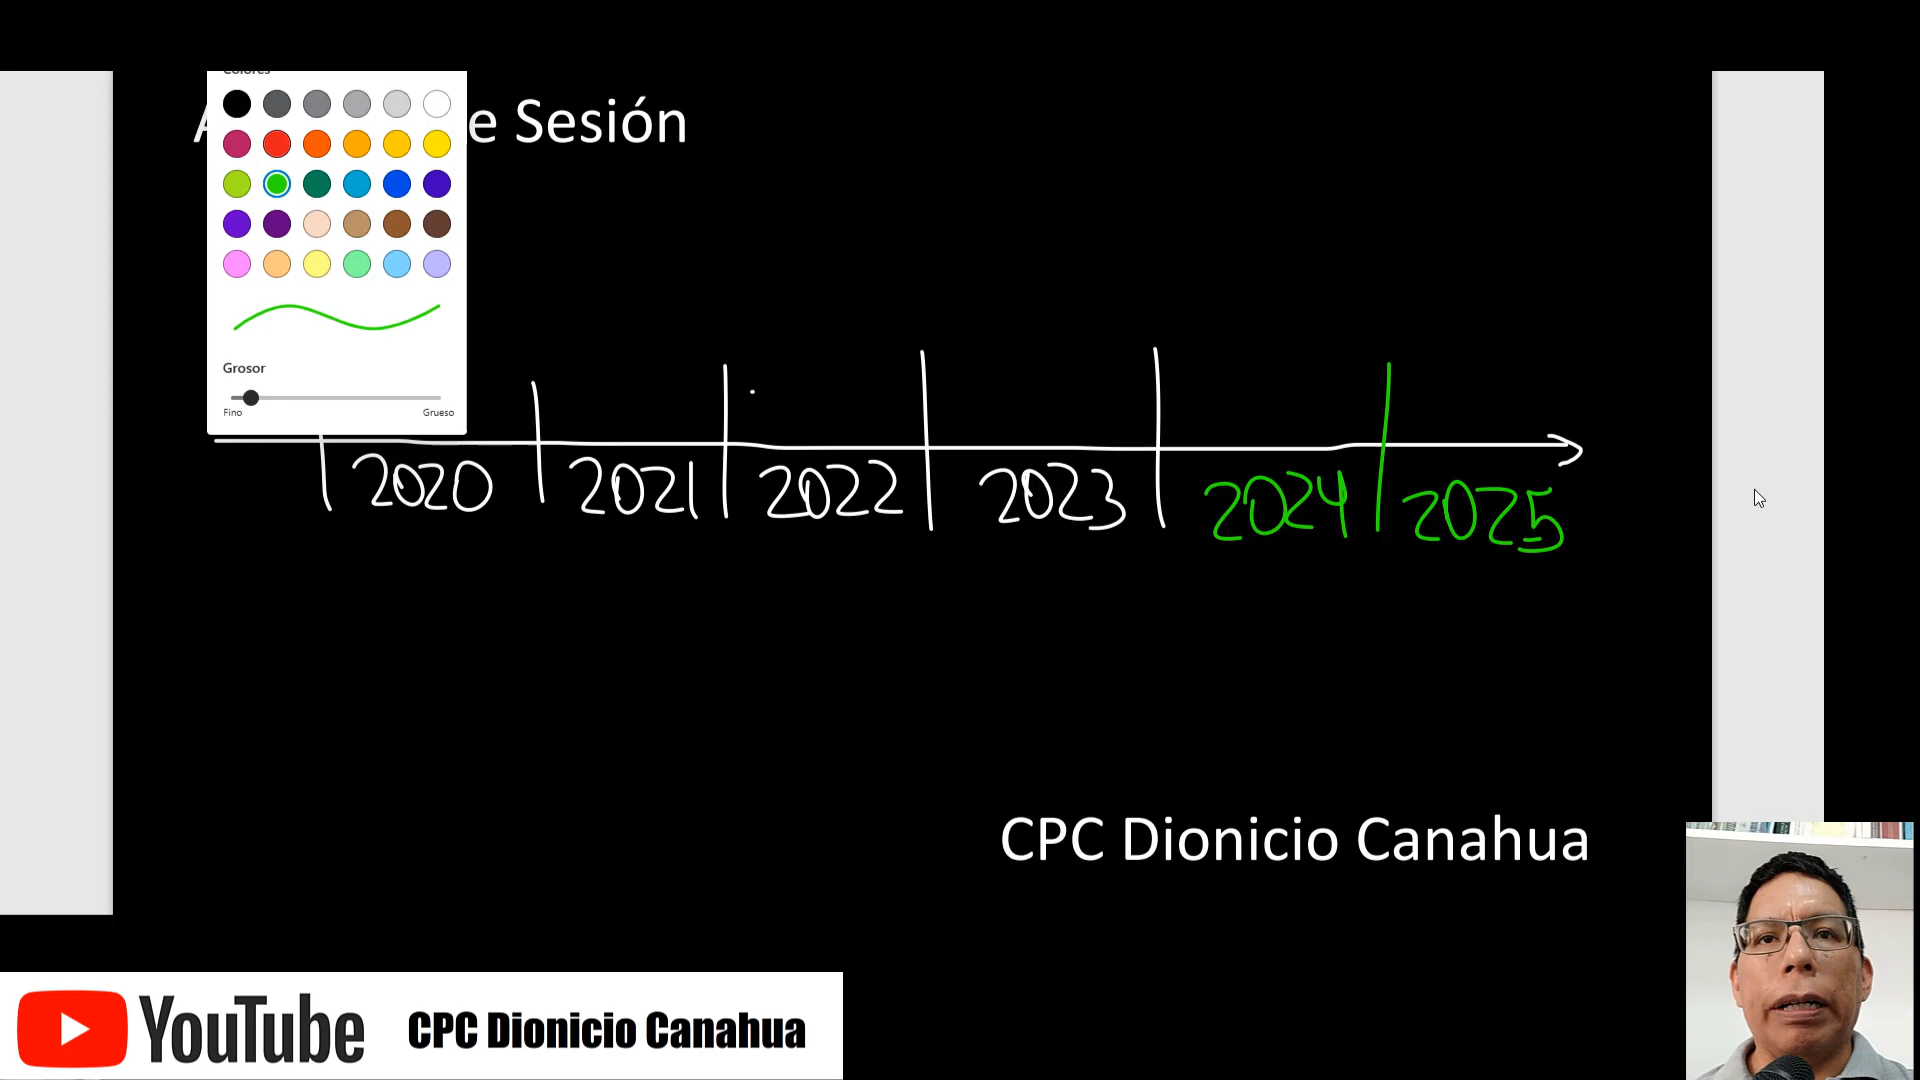 e Sesión
Grosor
Fino Grueso
2020 2021 2022 2023 2024 2025
CPC Dionicio Canahua
YouTube CPC Dionicio Canahua